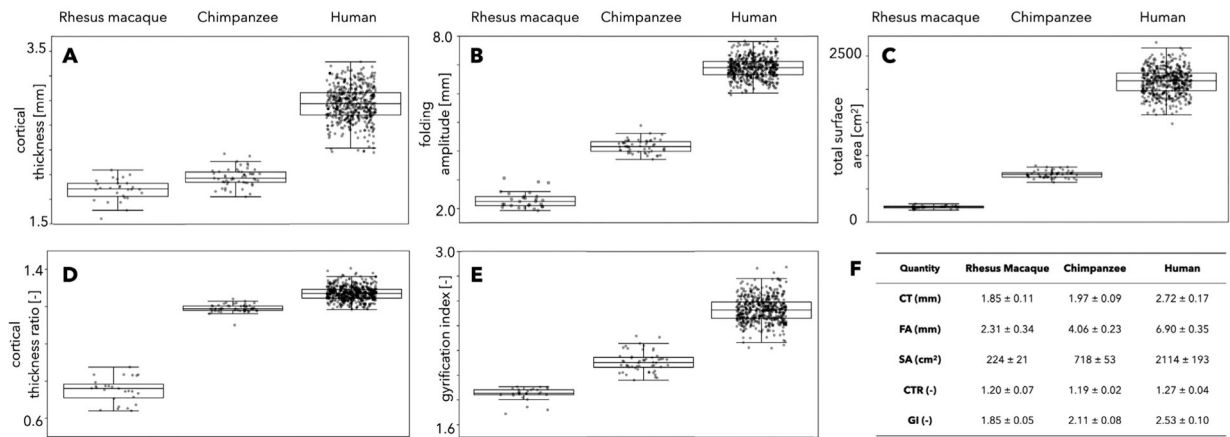 Rhesus macaque Chimpanzee Human
Rhesus macaque Chimpanzee Human
Rhesus macaque Chimpanzee Human
A
3.5
cortical
thickness [mm]
1.5
B
8.0
folding
amplitude [mm]
2.0
C
2500
total surface
area [cm2]
0
D
1.4
cortical
thickness ratio [-]
0.6
E
3.0
gyrification index [-]
1.6
F
Quantity Rhesus Macaque Chimpanzee Human
CT (mm) 1.85 ± 0.11 1.97 ± 0.09 2.72 ± 0.17
FA (mm) 2.31 ± 0.34 4.06 ± 0.23 6.90 ± 0.35
SA (cm²) 224 ± 21 718 ± 53 2114 ± 193
CTR (-) 1.20 ± 0.07 1.19 ± 0.02 1.27 ± 0.04
GI (-) 1.85 ± 0.05 2.11 ± 0.08 2.53 ± 0.10